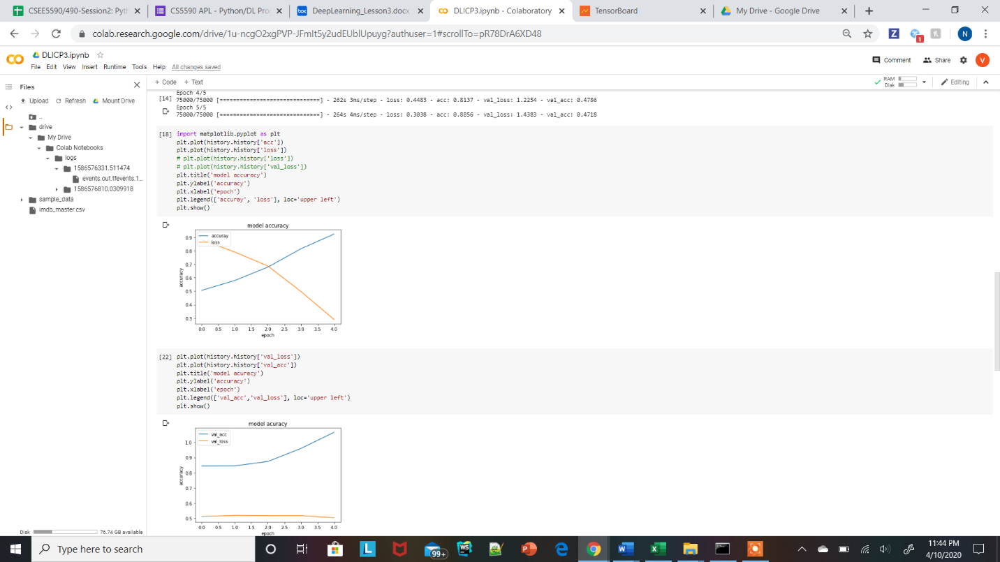 CSEE5590/490-Session2: Pyth
CS5590 APL - Python/DL Pro
DeepLearning_Lesson3.docx
DLICP3.ipynb - Colaboratory
TensorBoard
My Drive - Google Drive
colab.research.google.com/drive/1u-ncgO2xgPVP-JFmIt5y2udEUblUpuyg?authuser=1#scrollTo=pR78DrA6XD48
Z
1
N
DLICP3.ipynb
File Edit View Insert Runtime Tools Help All changes saved
Comment Share V
Files
+ Code + Text
RAM
Disk
Editing
Upload Refresh Mount Drive
..
drive
My Drive
Colab Notebooks
logs
1586576331.511474
events.out.tfevents.1...
1586576810.0309918
sample_data
imdb_master.csv
Disk 76.74 GB available
Epoch 4/5
[14] 75000/75000 [==============================] - 262s 3ms/step - loss: 0.4483 - acc: 0.8137 - val_loss: 1.2254 - val_acc: 0.4786
Epoch 5/5
75000/75000 [==============================] - 264s 4ms/step - loss: 0.3038 - acc: 0.8856 - val_loss: 1.4383 - val_acc: 0.4718
[18] import matplotlib.pyplot as plt
plt.plot(history.history['acc'])
plt.plot(history.history['loss'])
# plt.plot(history.history['loss'])
# plt.plot(history.history['val_loss'])
plt.title('model accuracy')
plt.ylabel('accuracy')
plt.xlabel('epoch')
plt.legend(['accuray', 'loss'], loc='upper left')
plt.show()
model accuracy
accuray
loss
0.9
0.8
0.7
0.6
0.5
0.4
0.3
accuracy
0.0 0.5 1.0 1.5 2.0 2.5 3.0 3.5 4.0
epoch
[22] plt.plot(history.history['val_loss'])
plt.plot(history.history['val_acc'])
plt.title('model acuracy')
plt.ylabel('accuracy')
plt.xlabel('epoch')
plt.legend(['val_acc','val_loss'], loc='upper left')
plt.show()
model acuracy
val_acc
val_loss
1.0
0.9
0.8
0.7
0.6
0.5
accuracy
0.0 0.5 1.0 1.5 2.0 2.5 3.0 3.5 4.0
epoch
Type here to search
L
99+
WS
11:44 PM
4/10/2020